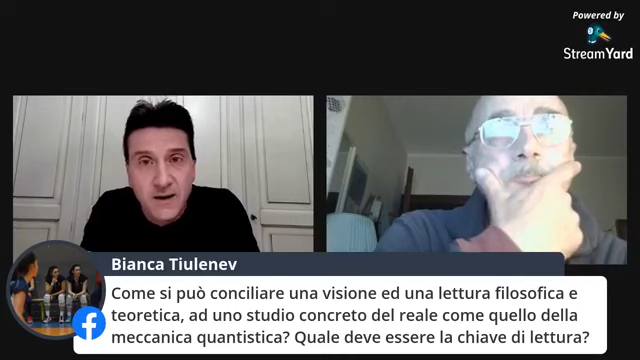 Powered by
StreamYard
Bianca Tiulenev
Come si può conciliare una visione ed una lettura filosofica e
teoretica, ad uno studio concreto del reale come quello della
meccanica quantistica? Quale deve essere la chiave di lettura?